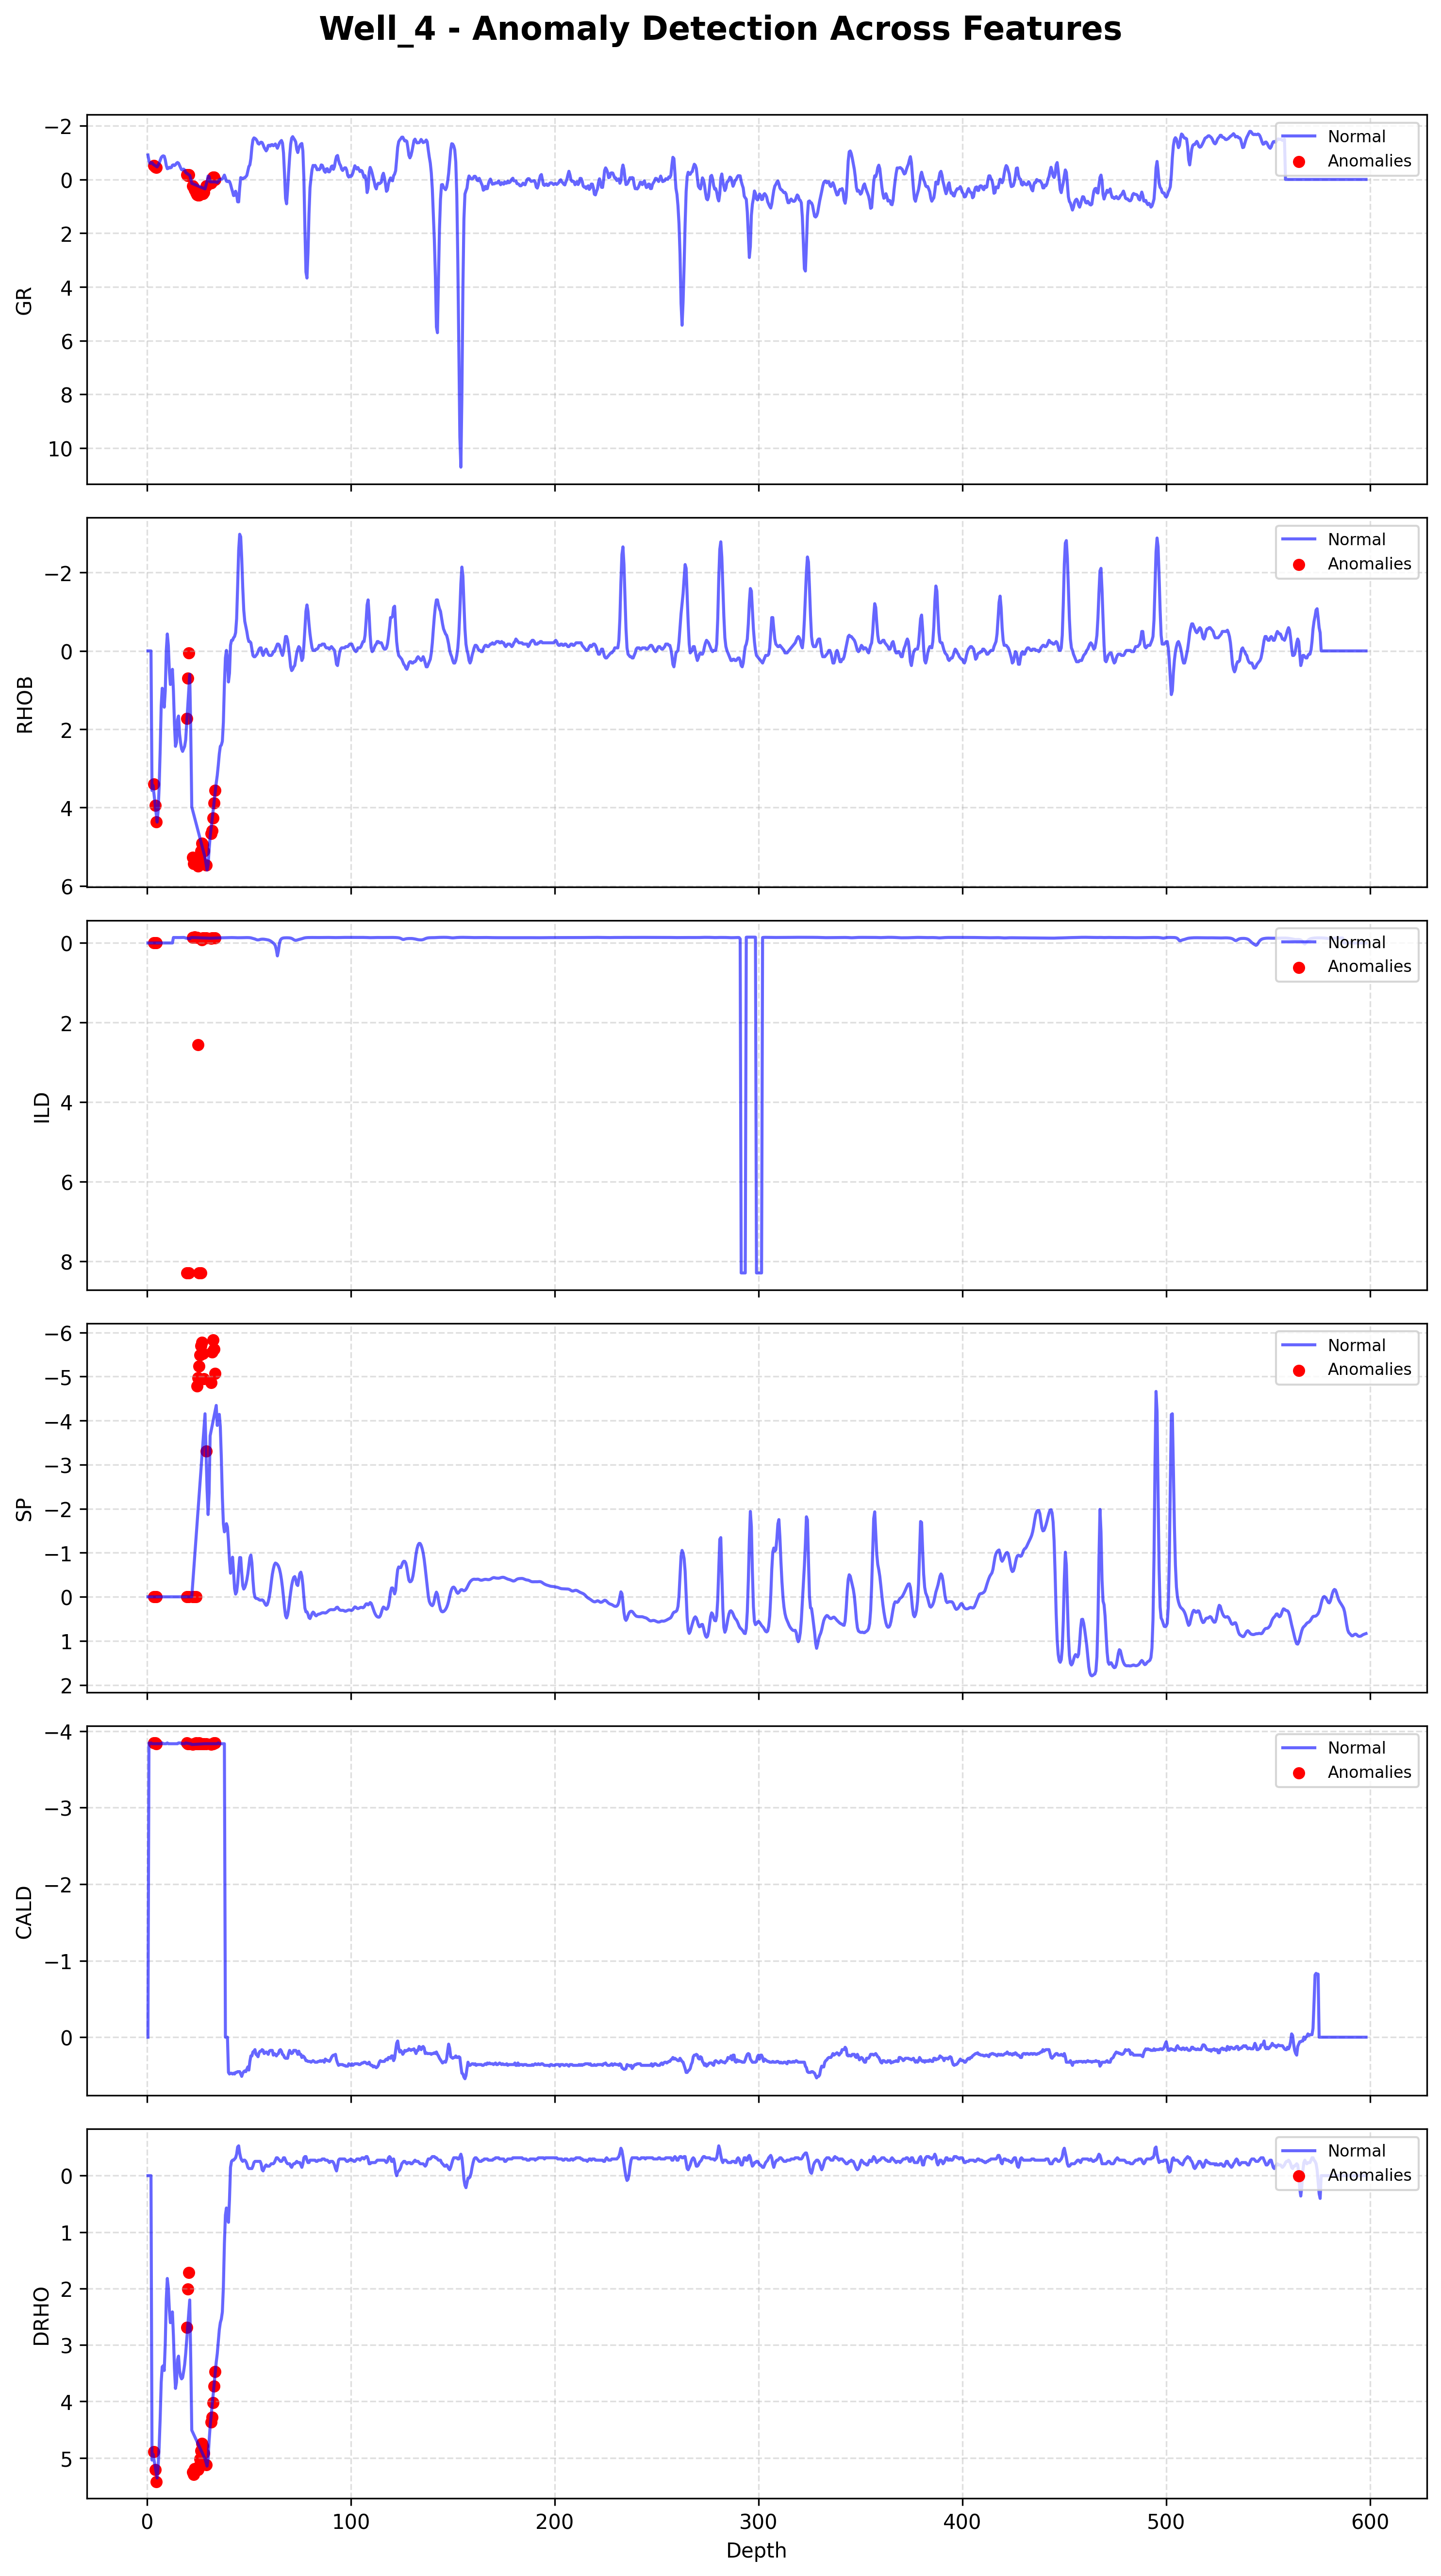 Well_4 - Anomaly Detection Across Features
−2
0
2
4
6
8
10
GR
Normal
Anomalies
−2
0
2
4
6
RHOB
Normal
Anomalies
0
2
4
6
8
ILD
Normal
Anomalies
−6
−5
−4
−3
−2
−1
0
1
2
SP
Normal
Anomalies
−4
−3
−2
−1
0
CALD
Normal
Anomalies
0
1
2
3
4
5
DRHO
Normal
Anomalies
0 100 200 300 400 500 600
Depth